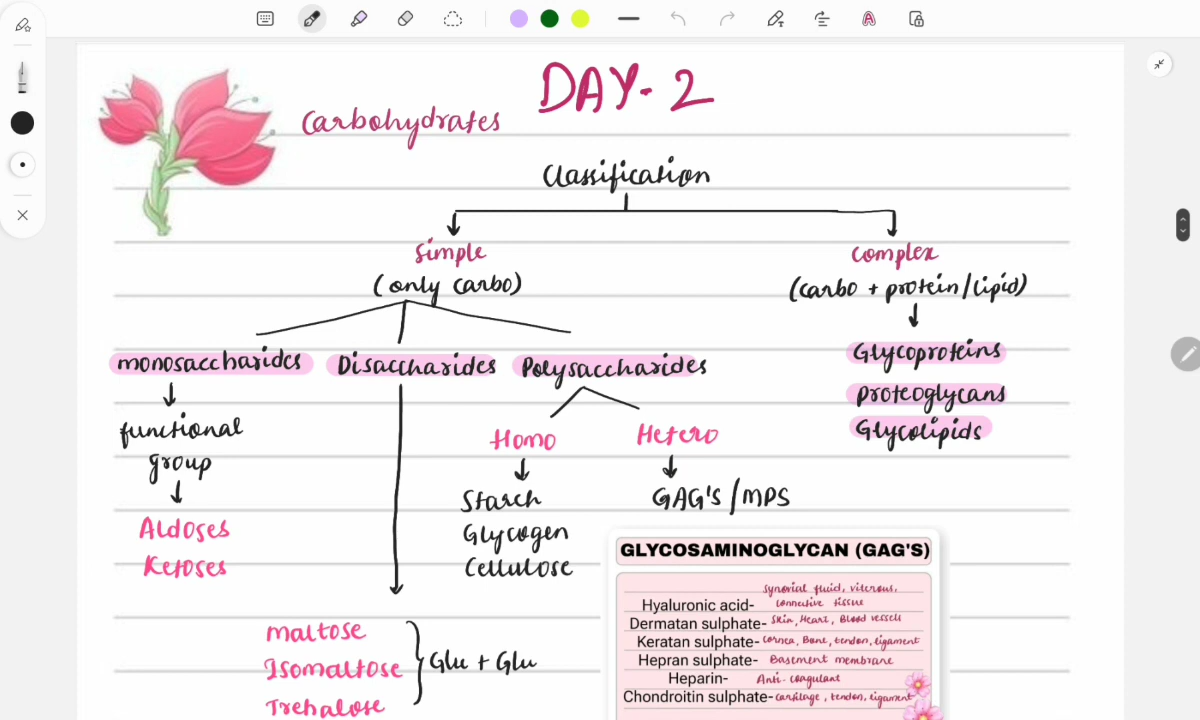 DAY- 2
Carbohydrates
Classification
Simple
(only carbo)
Complex
(carbo + protein/lipid)
monosaccharides
Disaccharides
Polysaccharides
Glycoproteins
proteoglycans
Glycolipids
functional
group
Aldoses
Ketoses
Homo
Starch
Glycogen
Cellulose
Hetero
GAG'S /MPS
maltose
Isomaltose
Trehalose
Glu + Glu
GLYCOSAMINOGLYCAN (GAG'S)
Hyaluronic acid- synovial fluid, viterous,
connective tissue
Dermatan sulphate- Skin, Heart, Blood vessels
Keratan sulphate- Cornea, Bone, tendon, ligament
Hepran sulphate- Basement membrane
Heparin- Anti-coagulant
Chondroitin sulphate- cartilage, tendon, ligament